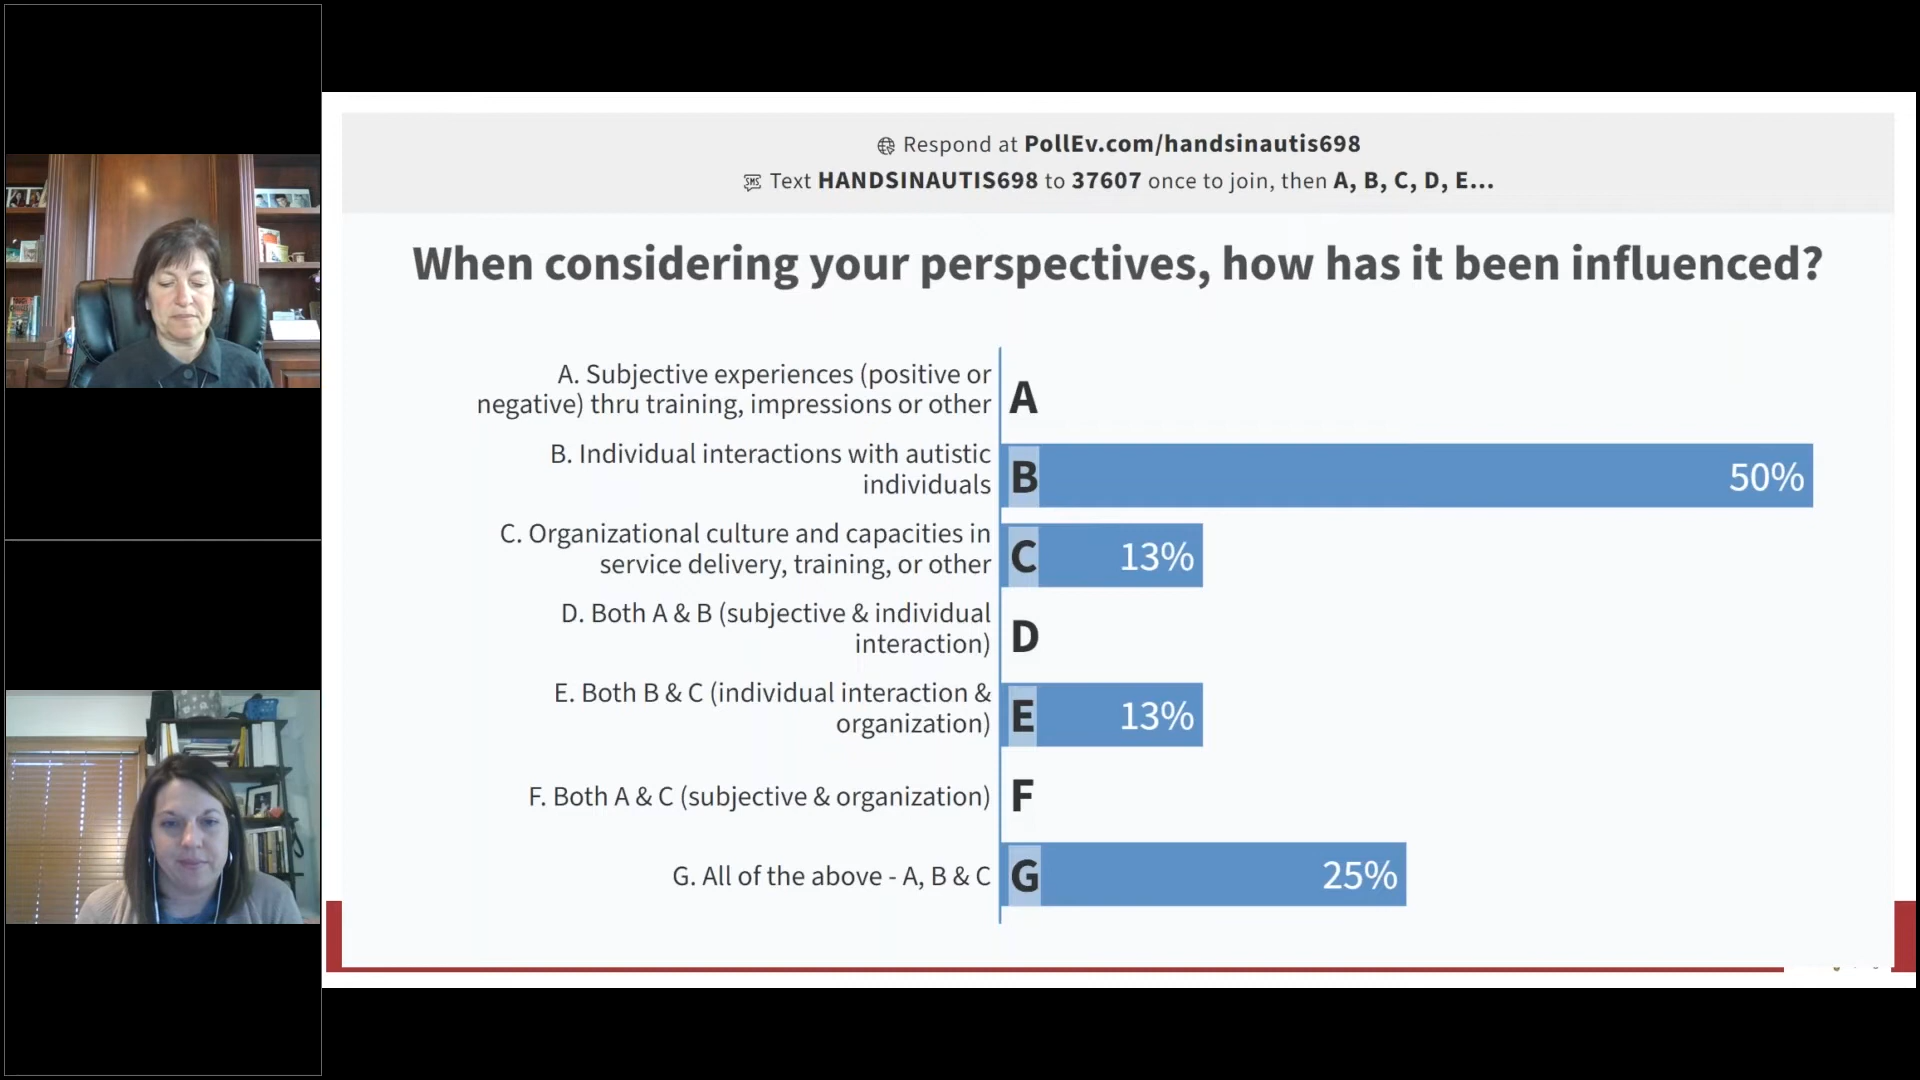 Respond at PollEv.com/handsinautis698
Text HANDSINAUTIS698 to 37607 once to join, then A, B, C, D, E...
When considering your perspectives, how has it been influenced?
A. Subjective experiences (positive or
negative) thru training, impressions or other
A
B. Individual interactions with autistic
individuals
B
50%
C. Organizational culture and capacities in
service delivery, training, or other
C
13%
D. Both A & B (subjective & individual
interaction)
D
E. Both B & C (individual interaction &
organization)
E
13%
F. Both A & C (subjective & organization)
F
G. All of the above - A, B & C
G
25%